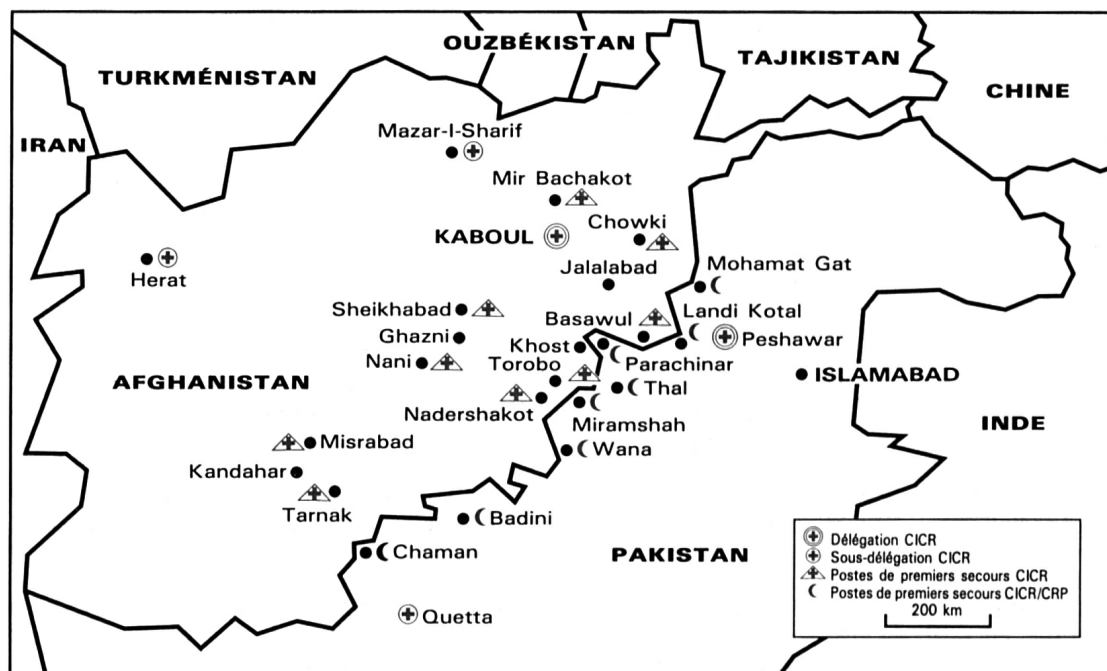 OUZBÉKISTAN
TURKMÉNISTAN
TAJIKISTAN
CHINE
IRAN
Mazar-I-Sharif
Mir Bachakot
Chowki
KABOUL
Jalalabad
Mohamat Gat
Herat
Sheikhabad
Basawul
Landi Kotal
Ghazni
Khost
Peshawar
Nani
Torobo
Parachinar
AFGHANISTAN
Thal
ISLAMABAD
Nadershakot
Miramshah
INDE
Misrabad
Wana
Kandahar
Tarnak
Badini
Chaman
PAKISTAN
Quetta
Délégation CICR
Sous-délégation CICR
Postes de premiers secours CICR
Postes de premiers secours CICR/CRP
200 km